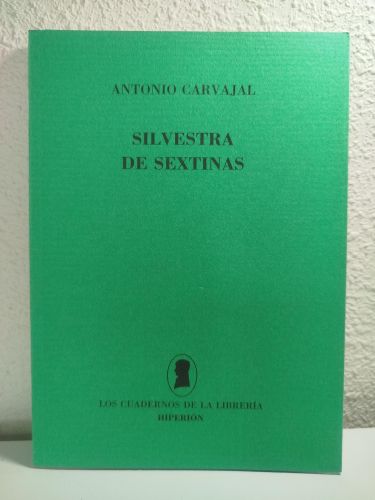 ANTONIO CARVAJAL
SILVESTRA
DE SEXTINAS
LOS CUADERNOS DE LA LIBRERÍA
HIPERIÓN